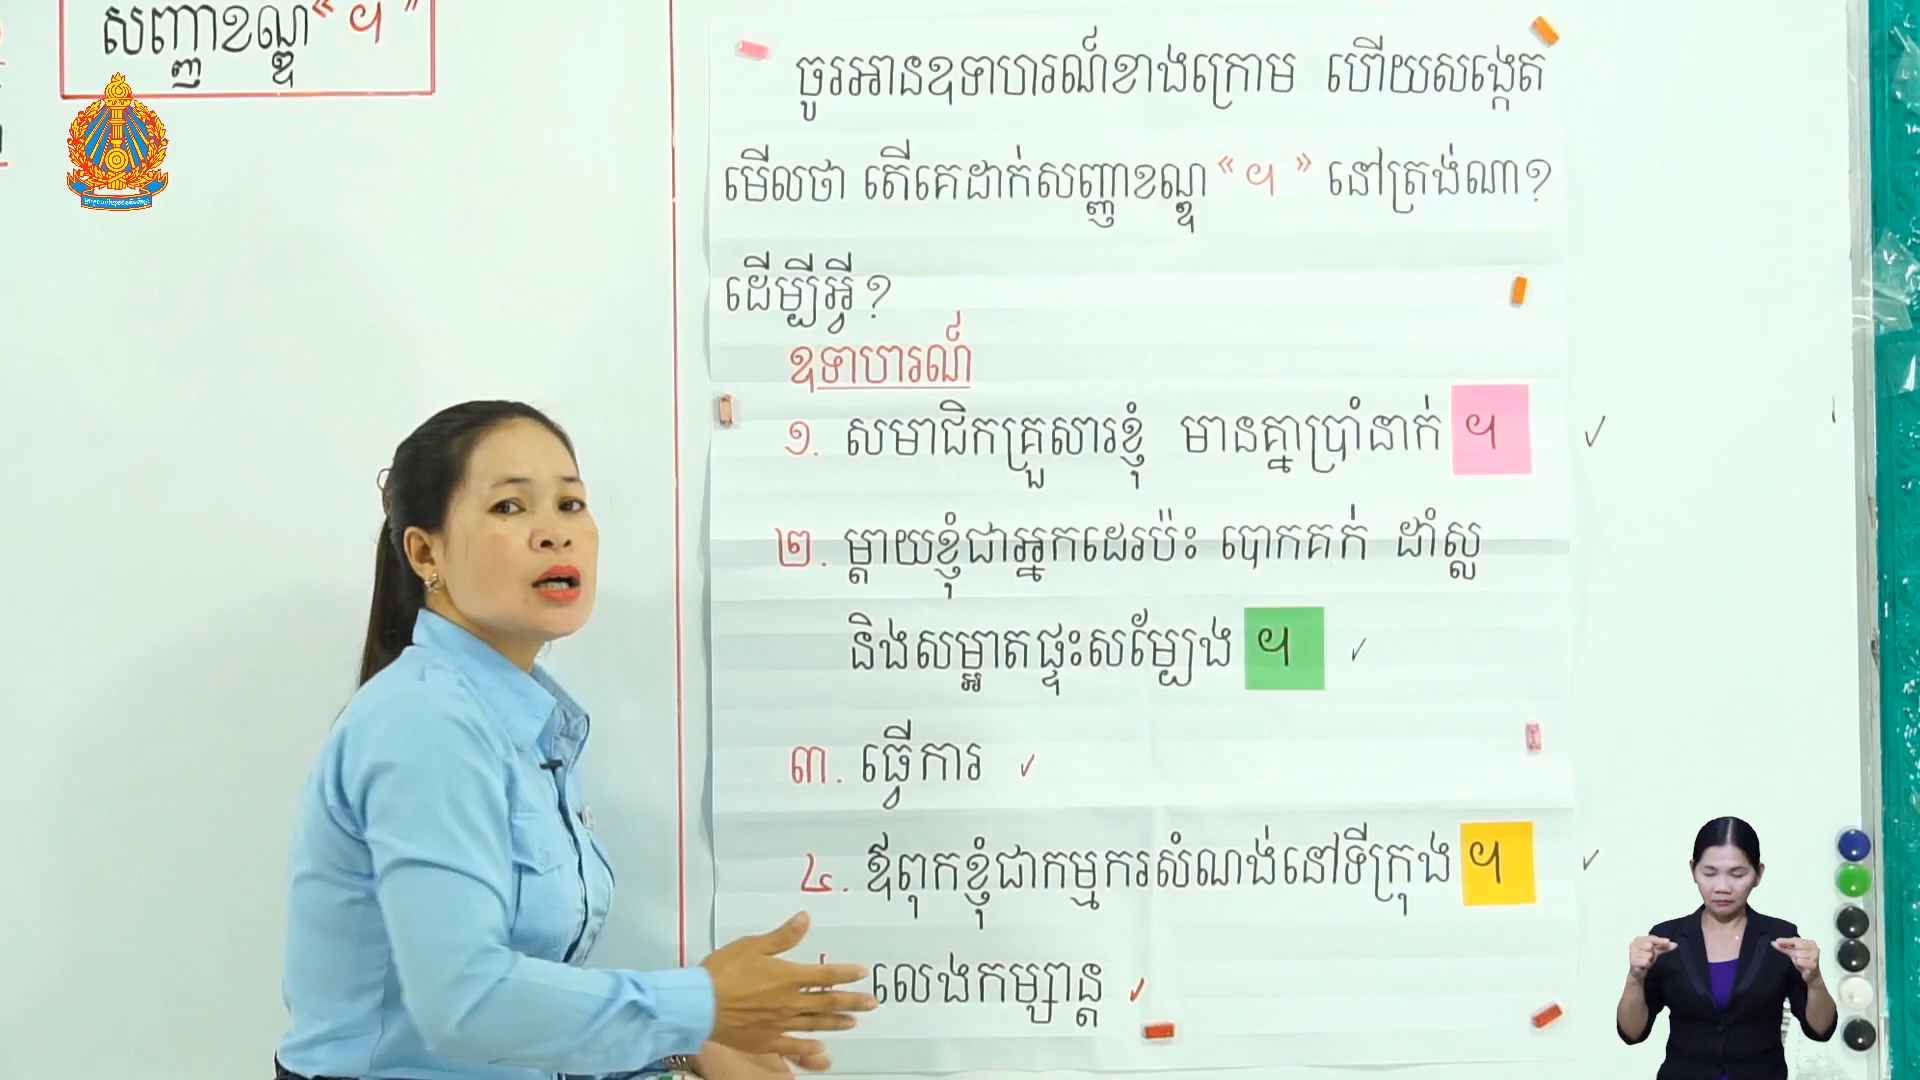 សញ្ញាខណ្ឌ «ៗ»
ចូរអានឧទាហរណ៍ខាងក្រោម ហើយសង្កេត
មើលថា តើគេដាក់សញ្ញាខណ្ឌ «។» នៅត្រង់ណា?
ដើម្បីអ្វី?
ឧទាហរណ៍
១. សមាជិកគ្រួសារខ្ញុំ មានគ្នាប្រាំនាក់ ។
២. ម្តាយខ្ញុំជាអ្នកដេរប៉ះ បោកគក់ ដាំស្ល
និងសម្អាតផ្ទះសម្បែង ។
៣. ធ្វើការ
៤. ឪពុកខ្ញុំជាកម្មករសំណង់នៅទីក្រុង ។
លេងកម្សាន្ត